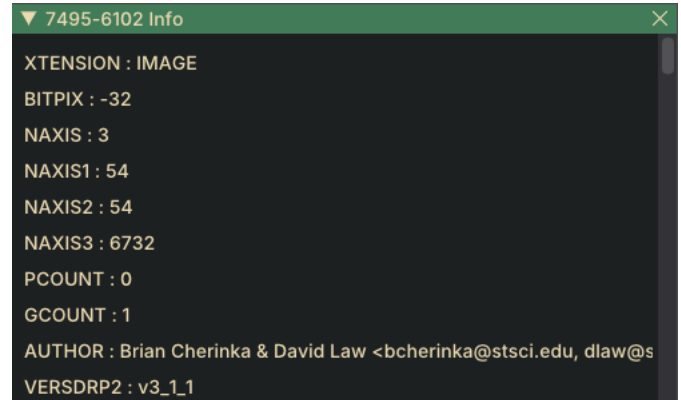 ▼ 7495-6102 Info
XTENSION : IMAGE
BITPIX : -32
NAXIS : 3
NAXIS1 : 54
NAXIS2 : 54
NAXIS3 : 6732
PCOUNT : 0
GCOUNT : 1
AUTHOR : Brian Cherinka & David Law <bcherinka@stsci.edu, dlaw@s
VERSDRP2 : v3_1_1